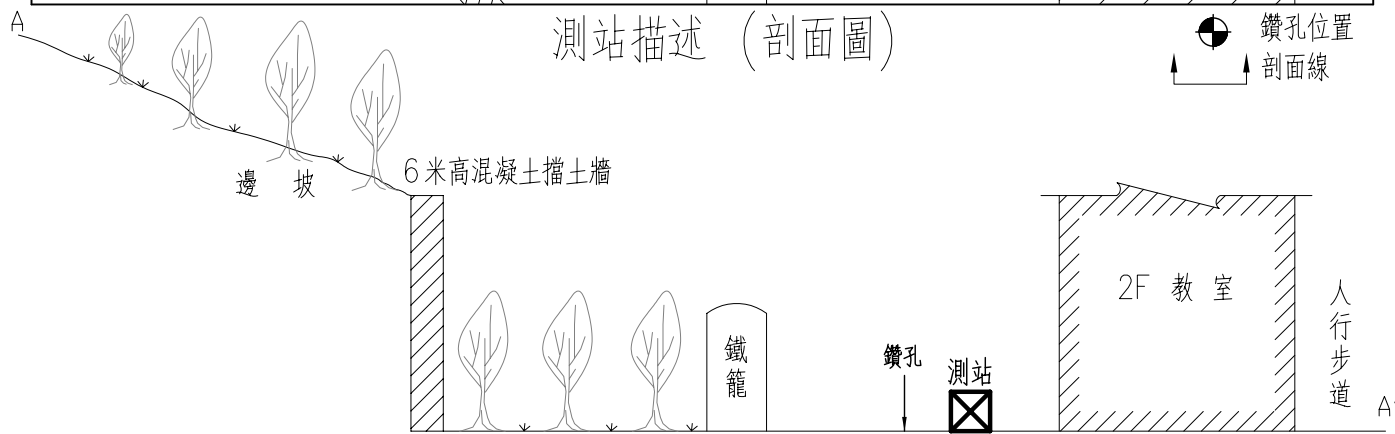 A
測站描述 (剖面圖)
鑽孔位置
剖面線
6米高混凝土擋土牆
邊坡
2F 教室
人行步道
鐵籠
鑽孔
測站
A'